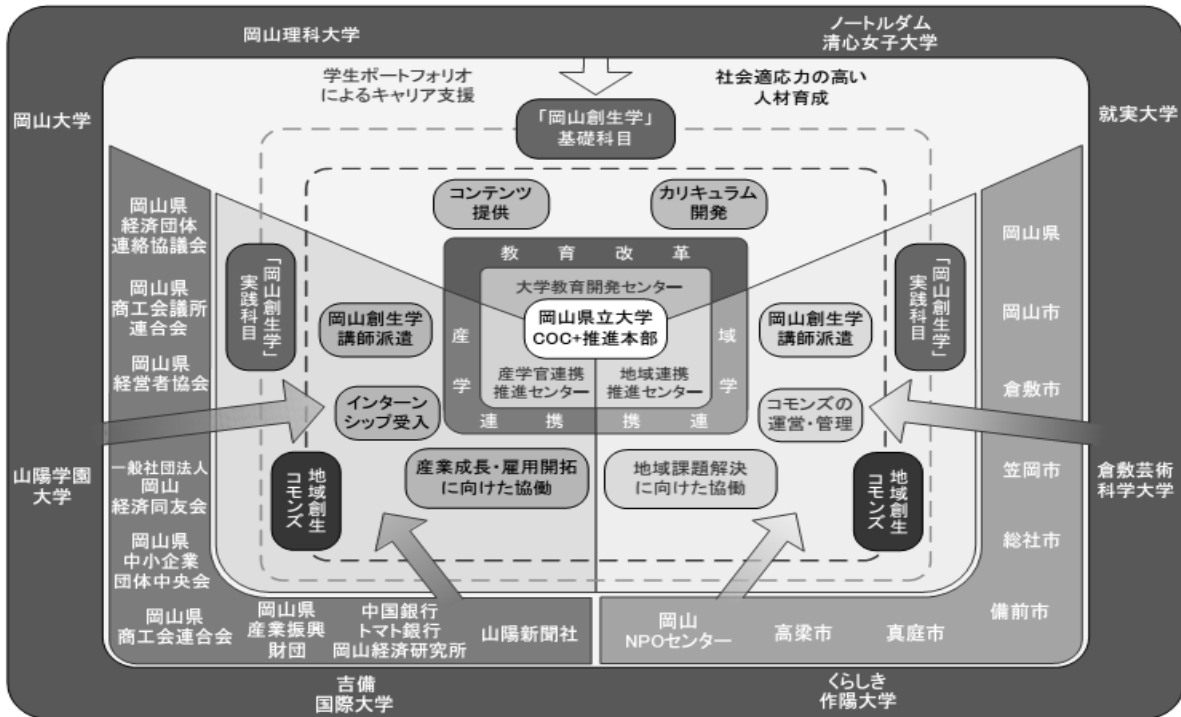 岡山理科大学
ノートルダム
清心女子大学
岡山大学
就実大学
学生ポートフォリオ
によるキャリア支援
社会適応力の高い
人材育成
「岡山創生学」
基礎科目
コンテンツ
提供
カリキュラム
開発
岡山県
経済団体
連絡協議会
岡山県
商工会議所
連合会
岡山県
経営者協会
「岡山創生学」
実践科目
岡山創生学
講師派遣
インターン
シップ受入
教育改革
大学教育開発センター
岡山県立大学
COC+推進本部
産学官連携
推進センター
地域連携
推進センター
産学連携
域学連携
岡山創生学
講師派遣
コモンズの
運営・管理
「岡山創生学」
実践科目
岡山県
岡山市
倉敷市
笠岡市
総社市
備前市
山陽学園
大学
一般社団法人
岡山
経済同友会
岡山県
中小企業
団体中央会
地域創生
コモンズ
産業成長・雇用開拓
に向けた協働
地域課題解決
に向けた協働
地域創生
コモンズ
倉敷芸術
科学大学
岡山県
商工会連合会
岡山県
産業振興
財団
中国銀行
トマト銀行
岡山経済研究所
山陽新聞社
岡山
NPOセンター
高梁市
真庭市
吉備
国際大学
くらしき
作陽大学